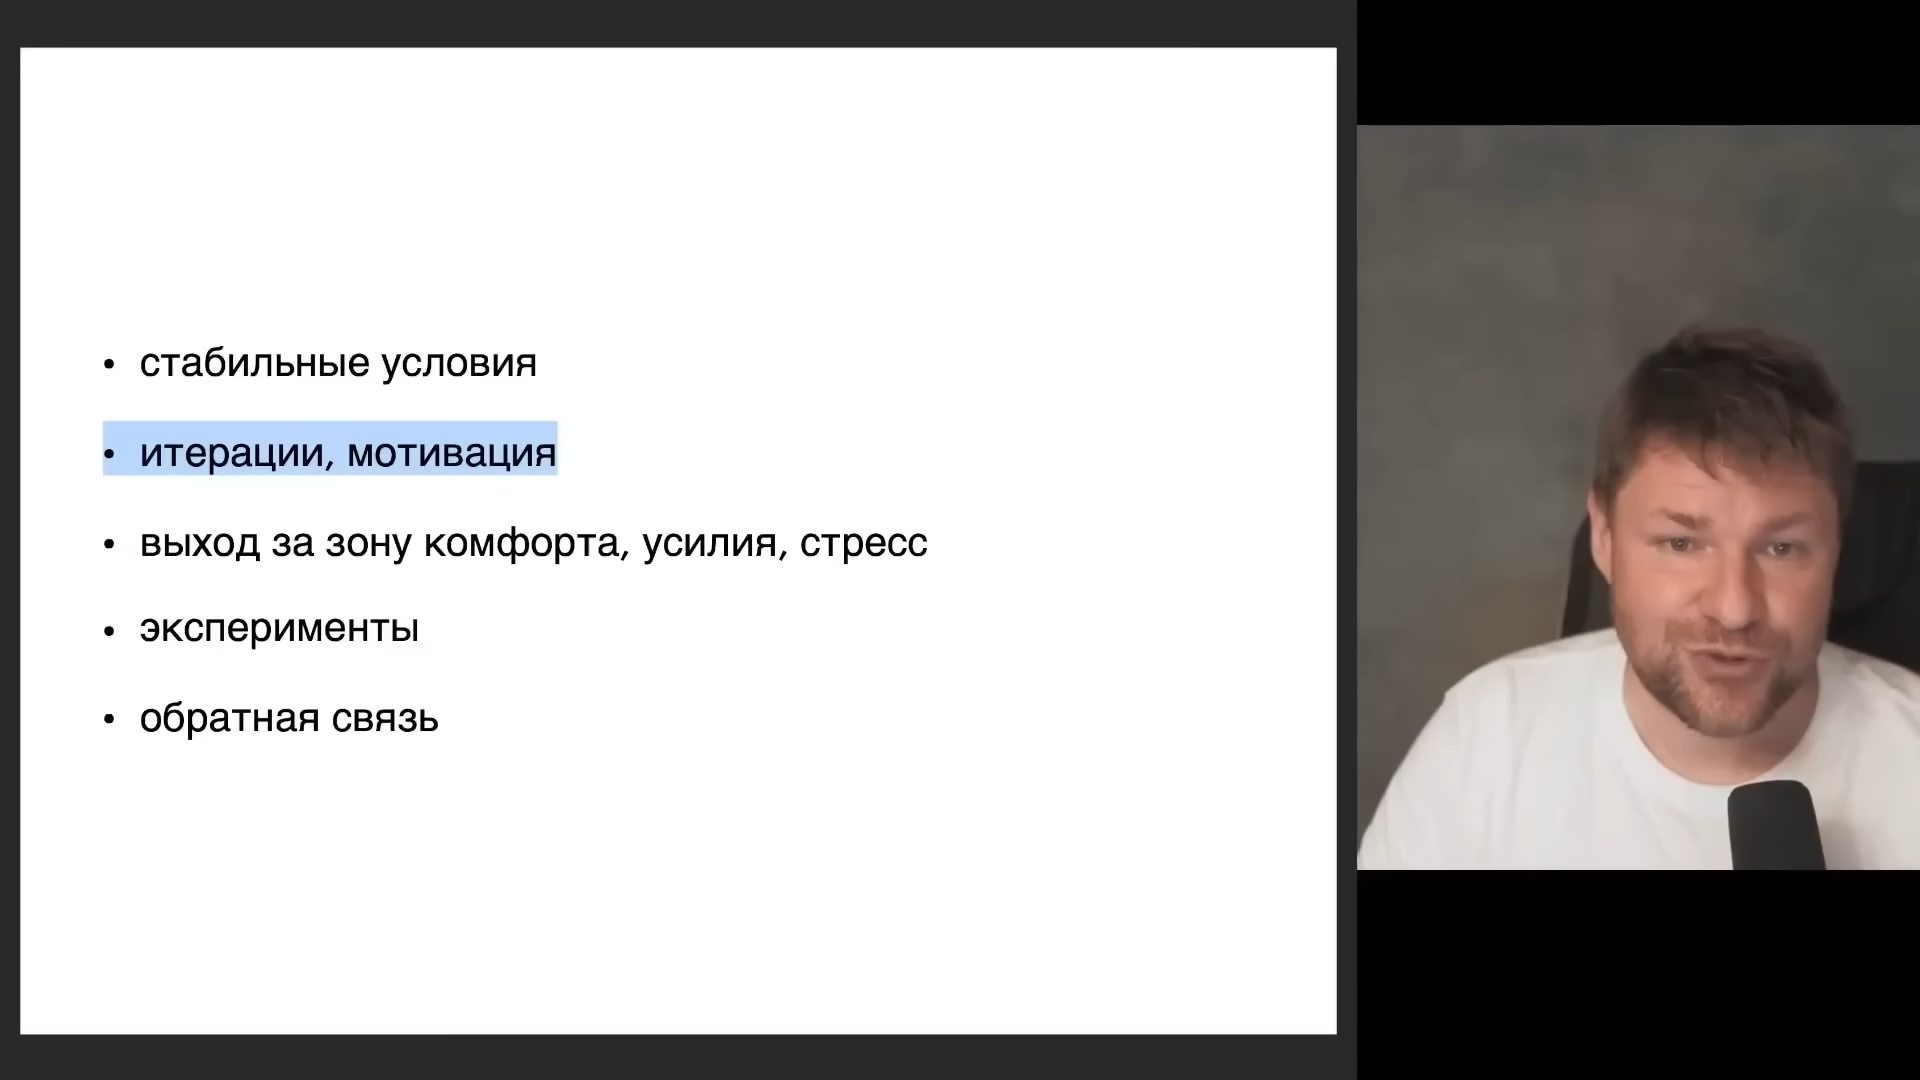 • стабильные условия
• итерации, мотивация
• выход за зону комфорта, усилия, стресс
• эксперименты
• обратная связь